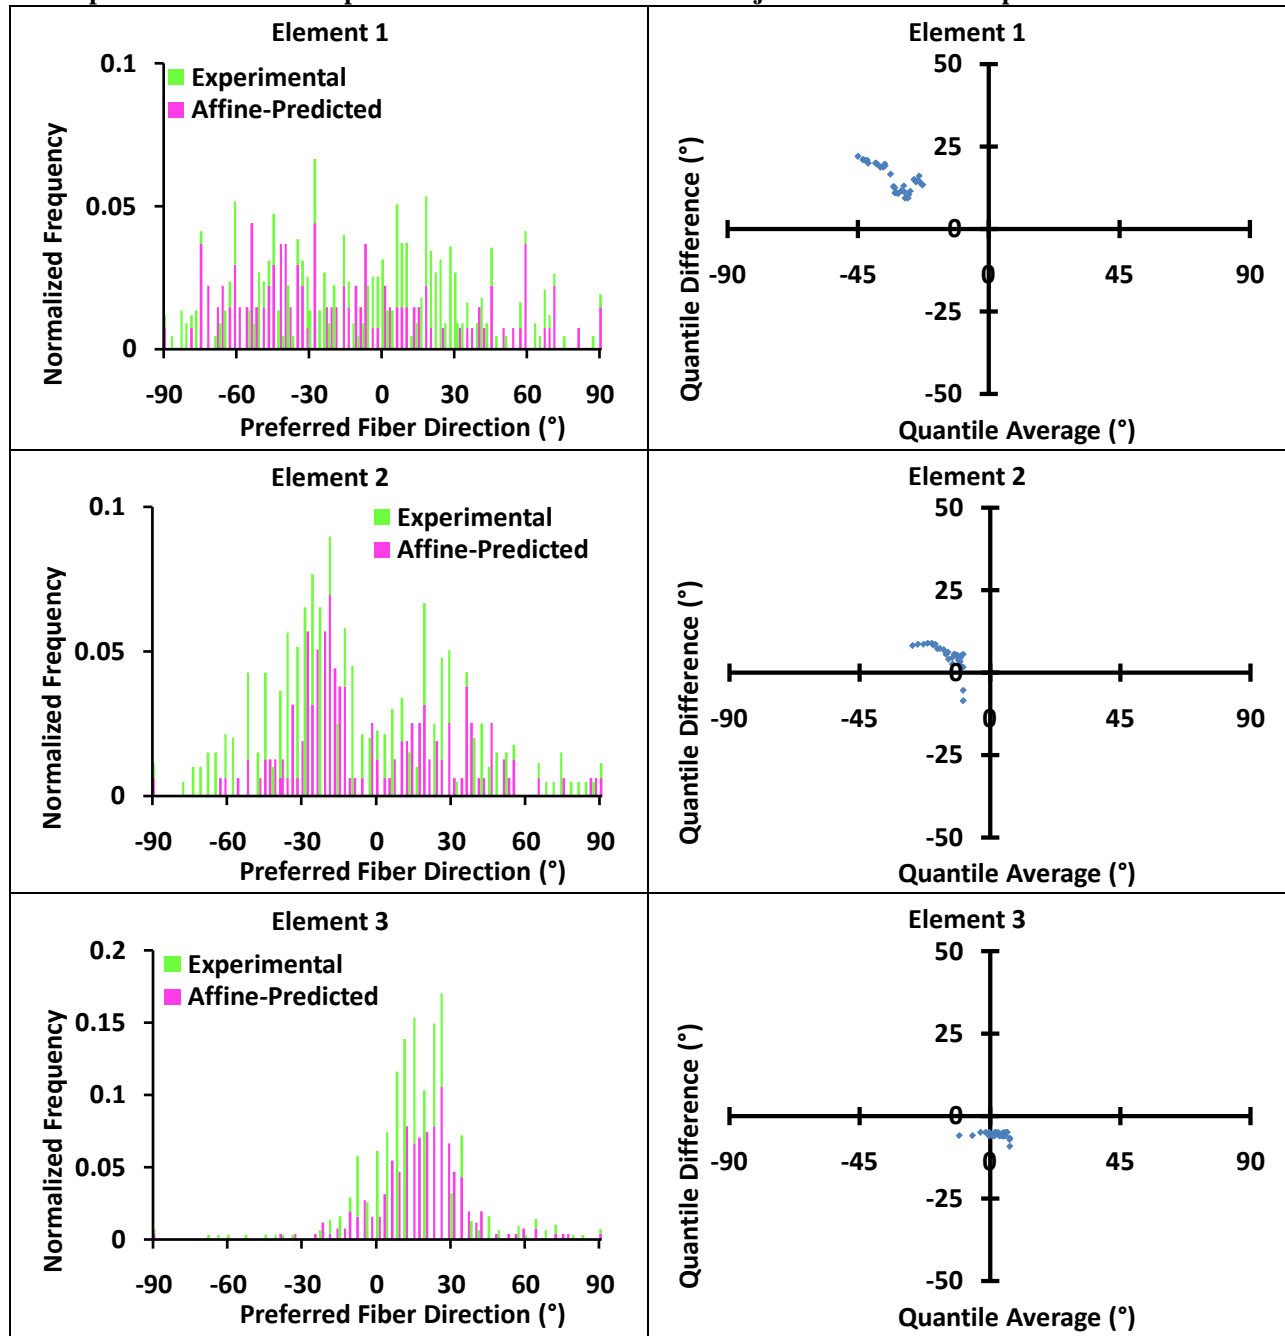 Element 1
0.1
Experimental
Affine-Predicted
0.05
0
Normalized Frequency
-90 -60 -30 0 30 60 90
Preferred Fiber Direction (°)
Element 1
50
25
0
-25
-50
-90 -45 0 45 90
Quantile Difference (°)
Quantile Average (°)
Element 2
0.1
Experimental
Affine-Predicted
0.05
0
Normalized Frequency
-90 -60 -30 0 30 60 90
Preferred Fiber Direction (°)
Element 2
50
25
0
-25
-50
-90 -45 0 45 90
Quantile Difference (°)
Quantile Average (°)
Element 3
0.2
Experimental
Affine-Predicted
0.15
0.1
0.05
0
Normalized Frequency
-90 -60 -30 0 30 60 90
Preferred Fiber Direction (°)
Element 3
50
25
0
-25
-50
-90 -45 0 45 90
Quantile Difference (°)
Quantile Average (°)